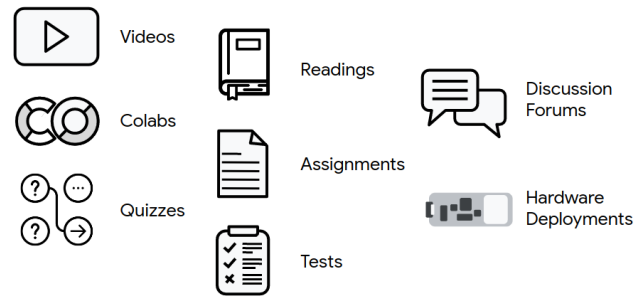 Videos
Colabs
Quizzes
Readings
Assignments
Tests
Discussion
Forums
Hardware
Deployments